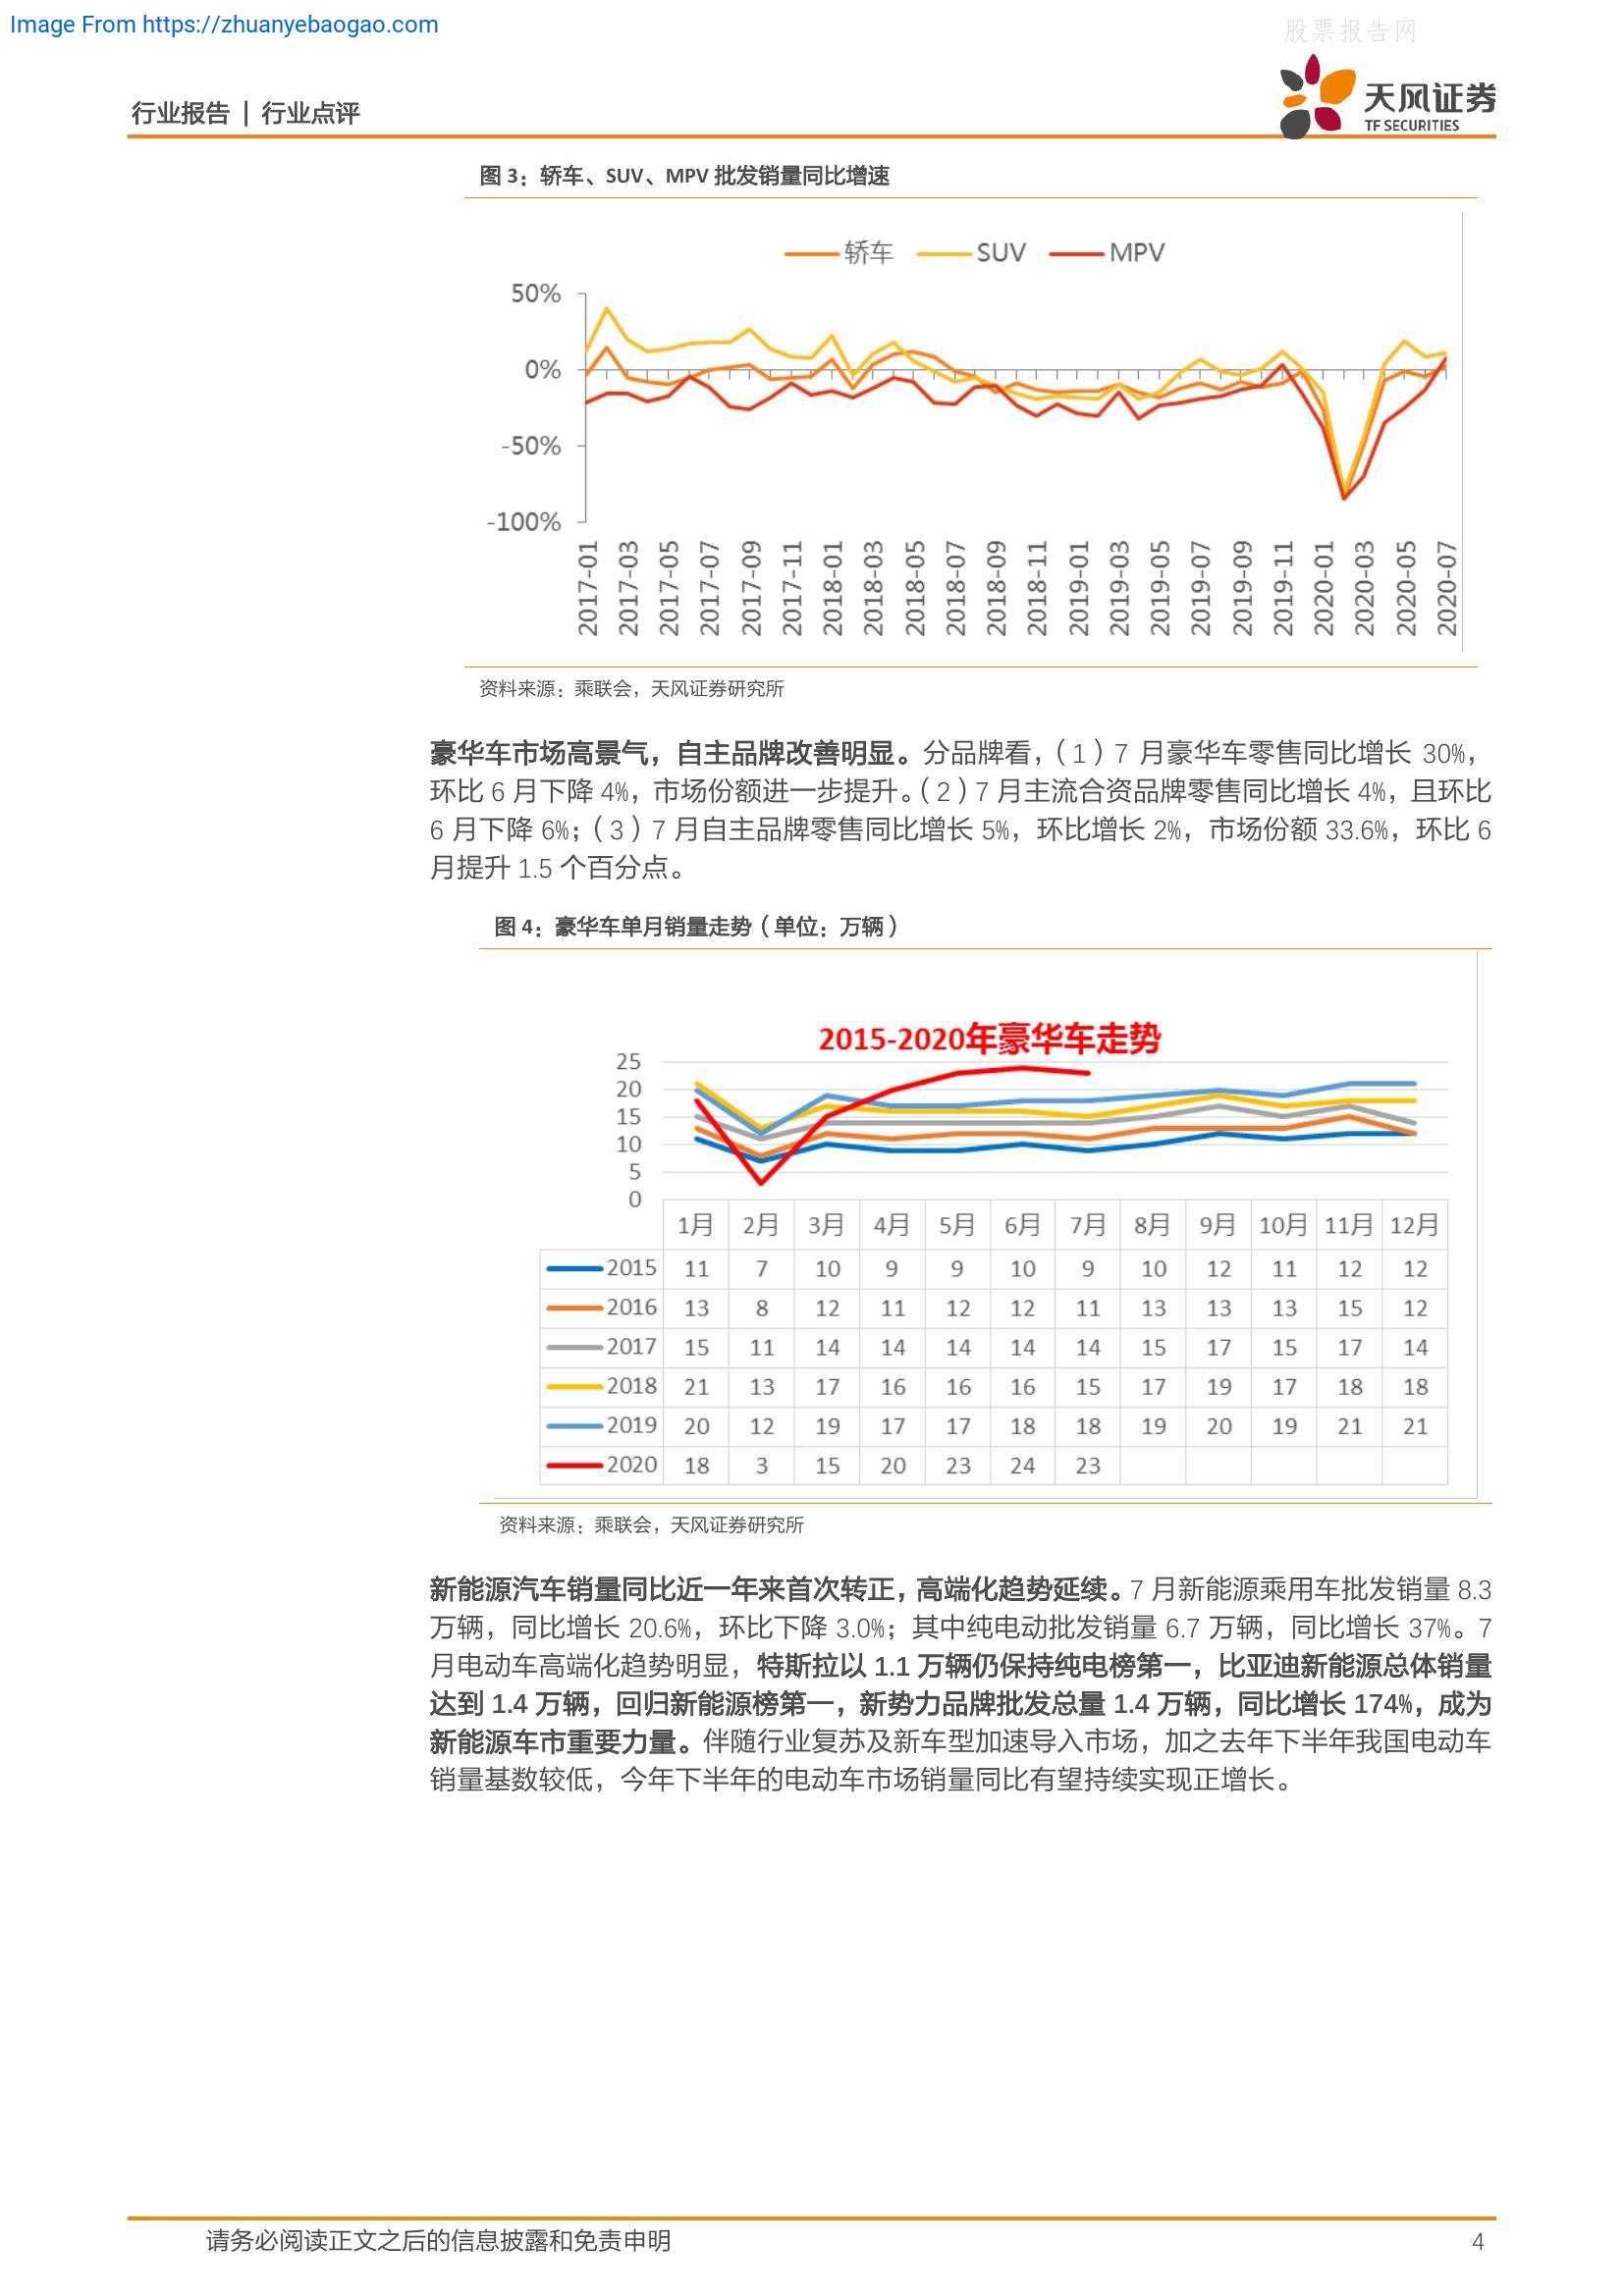 Image From https://zhuanyebaogao.com
股票报告网
行业报告 | 行业点评
天风证券
TF SECURITIES
图 3：轿车、SUV、MPV 批发销量同比增速
轿车 SUV MPV
50%
0%
-50%
-100%
2017-01 2017-03 2017-05 2017-07 2017-09 2017-11 2018-01 2018-03 2018-05 2018-07 2018-09 2018-11 2019-01 2019-03 2019-05 2019-07 2019-09 2019-11 2020-01 2020-03 2020-05 2020-07
资料来源：乘联会，天风证券研究所
豪华车市场高景气，自主品牌改善明显。分品牌看，（1）7 月豪华车零售同比增长 30%，
环比 6 月下降 4%，市场份额进一步提升。（2）7 月主流合资品牌零售同比增长 4%，且环比
6 月下降 6%；（3）7 月自主品牌零售同比增长 5%，环比增长 2%，市场份额 33.6%，环比 6
月提升 1.5 个百分点。
图 4：豪华车单月销量走势（单位：万辆）
2015-2020年豪华车走势
25
20
15
10
5
0
1月 2月 3月 4月 5月 6月 7月 8月 9月 10月 11月 12月
2015 11 7 10 9 9 10 9 10 12 11 12 12
2016 13 8 12 11 12 12 11 13 13 13 15 12
2017 15 11 14 14 14 14 14 15 17 15 17 14
2018 21 13 17 16 16 16 15 17 19 17 18 18
2019 20 12 19 17 17 18 18 19 20 19 21 21
2020 18 3 15 20 23 24 23
资料来源：乘联会，天风证券研究所
新能源汽车销量同比近一年来首次转正，高端化趋势延续。7 月新能源乘用车批发销量 8.3
万辆，同比增长 20.6%，环比下降 3.0%；其中纯电动批发销量 6.7 万辆，同比增长 37%。7
月电动车高端化趋势明显，特斯拉以 1.1 万辆仍保持纯电榜第一，比亚迪新能源总体销量
达到 1.4 万辆，回归新能源榜第一，新势力品牌批发总量 1.4 万辆，同比增长 174%，成为
新能源车市重要力量。伴随行业复苏及新车型加速导入市场，加之去年下半年我国电动车
销量基数较低，今年下半年的电动车市场销量同比有望持续实现正增长。
请务必阅读正文之后的信息披露和免责申明
4